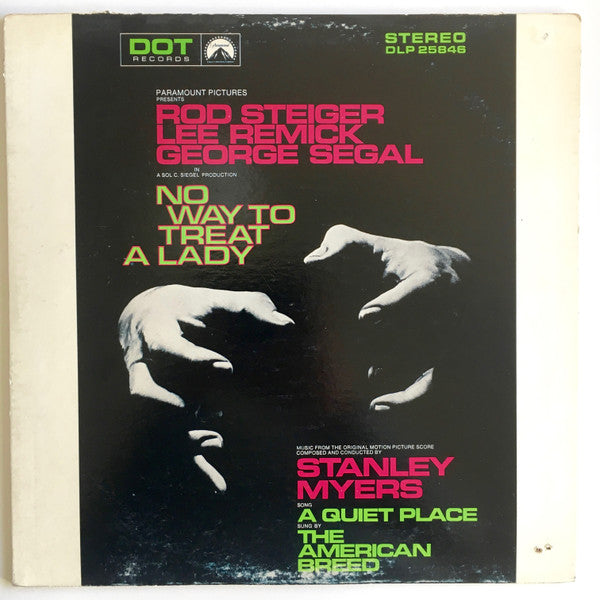 DOT
RECORDS
Paramount
STEREO
DLP 25846
PARAMOUNT PICTURES
PRESENTS
ROD STEIGER
LEE REMICK
GEORGE SEGAL
IN
A SOL C. SIEGEL PRODUCTION
NO
WAY TO
TREAT
A LADY
MUSIC FROM THE ORIGINAL MOTION PICTURE SCORE
COMPOSED AND CONDUCTED BY
STANLEY
MYERS
SONG
A QUIET PLACE
SUNG BY
THE
AMERICAN
BREED